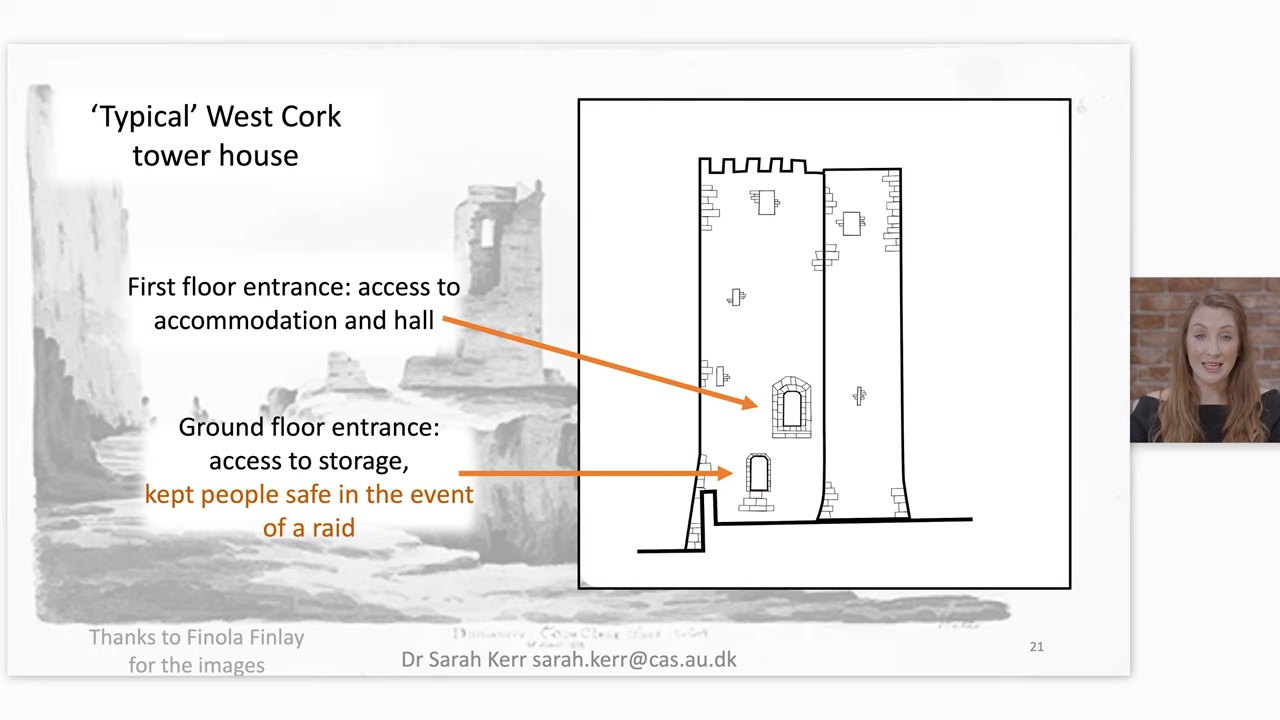 ‘Typical’ West Cork
tower house
First floor entrance: access to
accommodation and hall
Ground floor entrance:
access to storage,
kept people safe in the event
of a raid
Thanks to Finola Finlay
for the images
Dr Sarah Kerr sarah.kerr@cas.au.dk
21